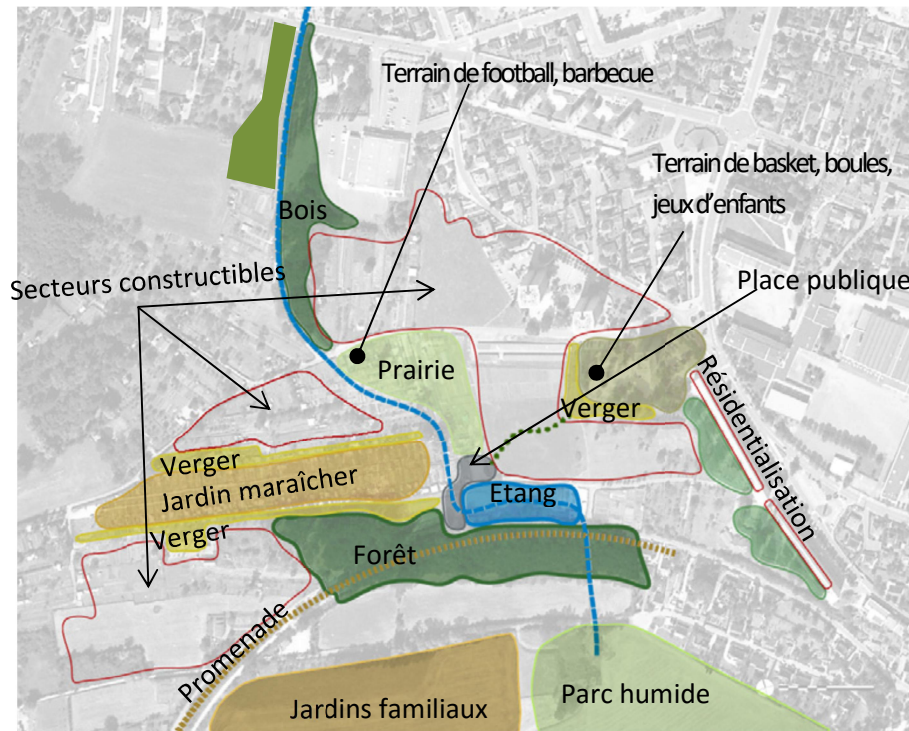 Terrain de football, barbecue
Terrain de basket, boules,
jeux d'enfants
Bois
Secteurs constructibles
Place publique
Prairie
Résidentialisation
Verger
Verger
Jardin maraîcher
Etang
Verger
Forêt
Promenade
Parc humide
Jardins familiaux